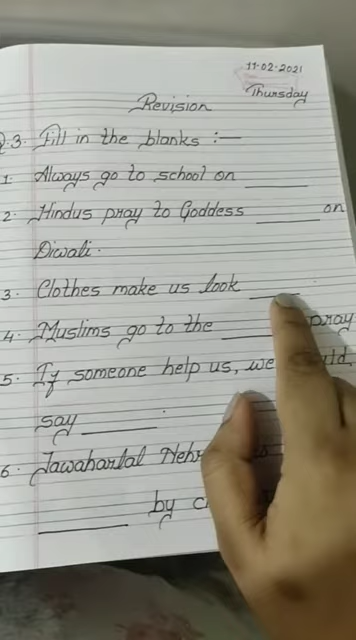 11-02-2021
Thursday
Revision
Q.3. Fill in the blanks :—
1. Always go to school on ______
2. Hindus pray to Goddess ______ on
Diwali.
3. Clothes make us look ______.
4. Muslims go to the ______ pray
5. If someone help us, we
say ______.
6. Jawaharlal
______ by